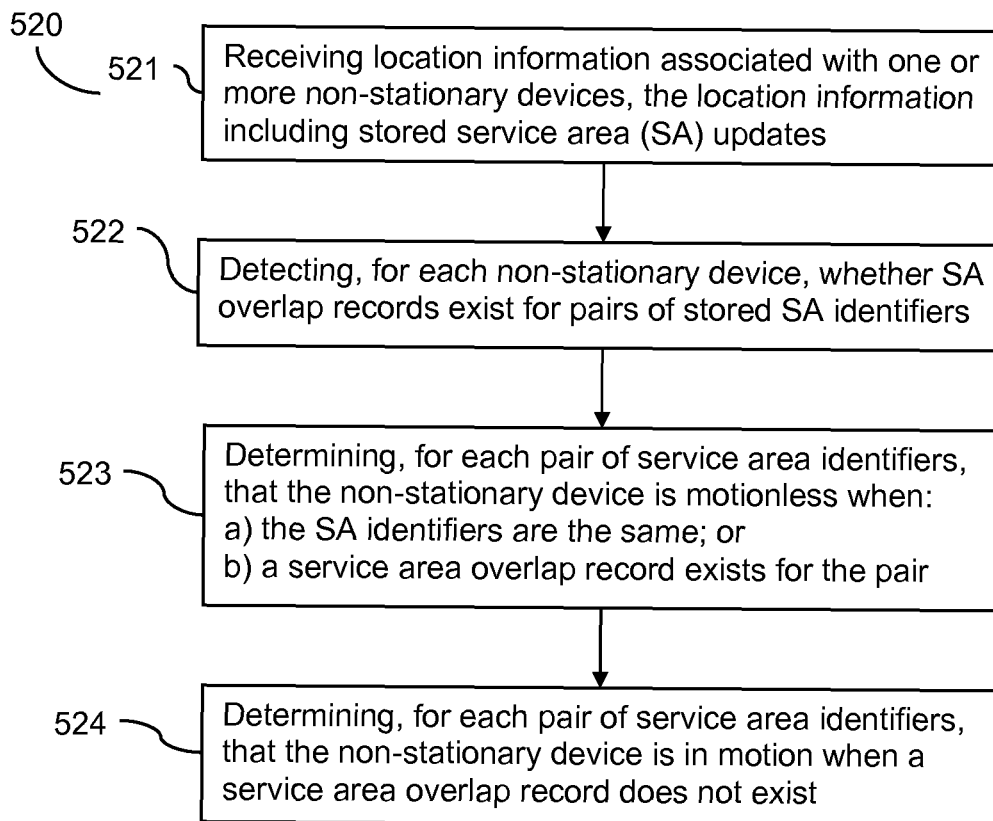 520
521
Receiving location information associated with one or
more non-stationary devices, the location information
including stored service area (SA) updates
522
Detecting, for each non-stationary device, whether SA
overlap records exist for pairs of stored SA identifiers
523
Determining, for each pair of service area identifiers,
that the non-stationary device is motionless when:
a) the SA identifiers are the same; or
b) a service area overlap record exists for the pair
524
Determining, for each pair of service area identifiers,
that the non-stationary device is in motion when a
service area overlap record does not exist